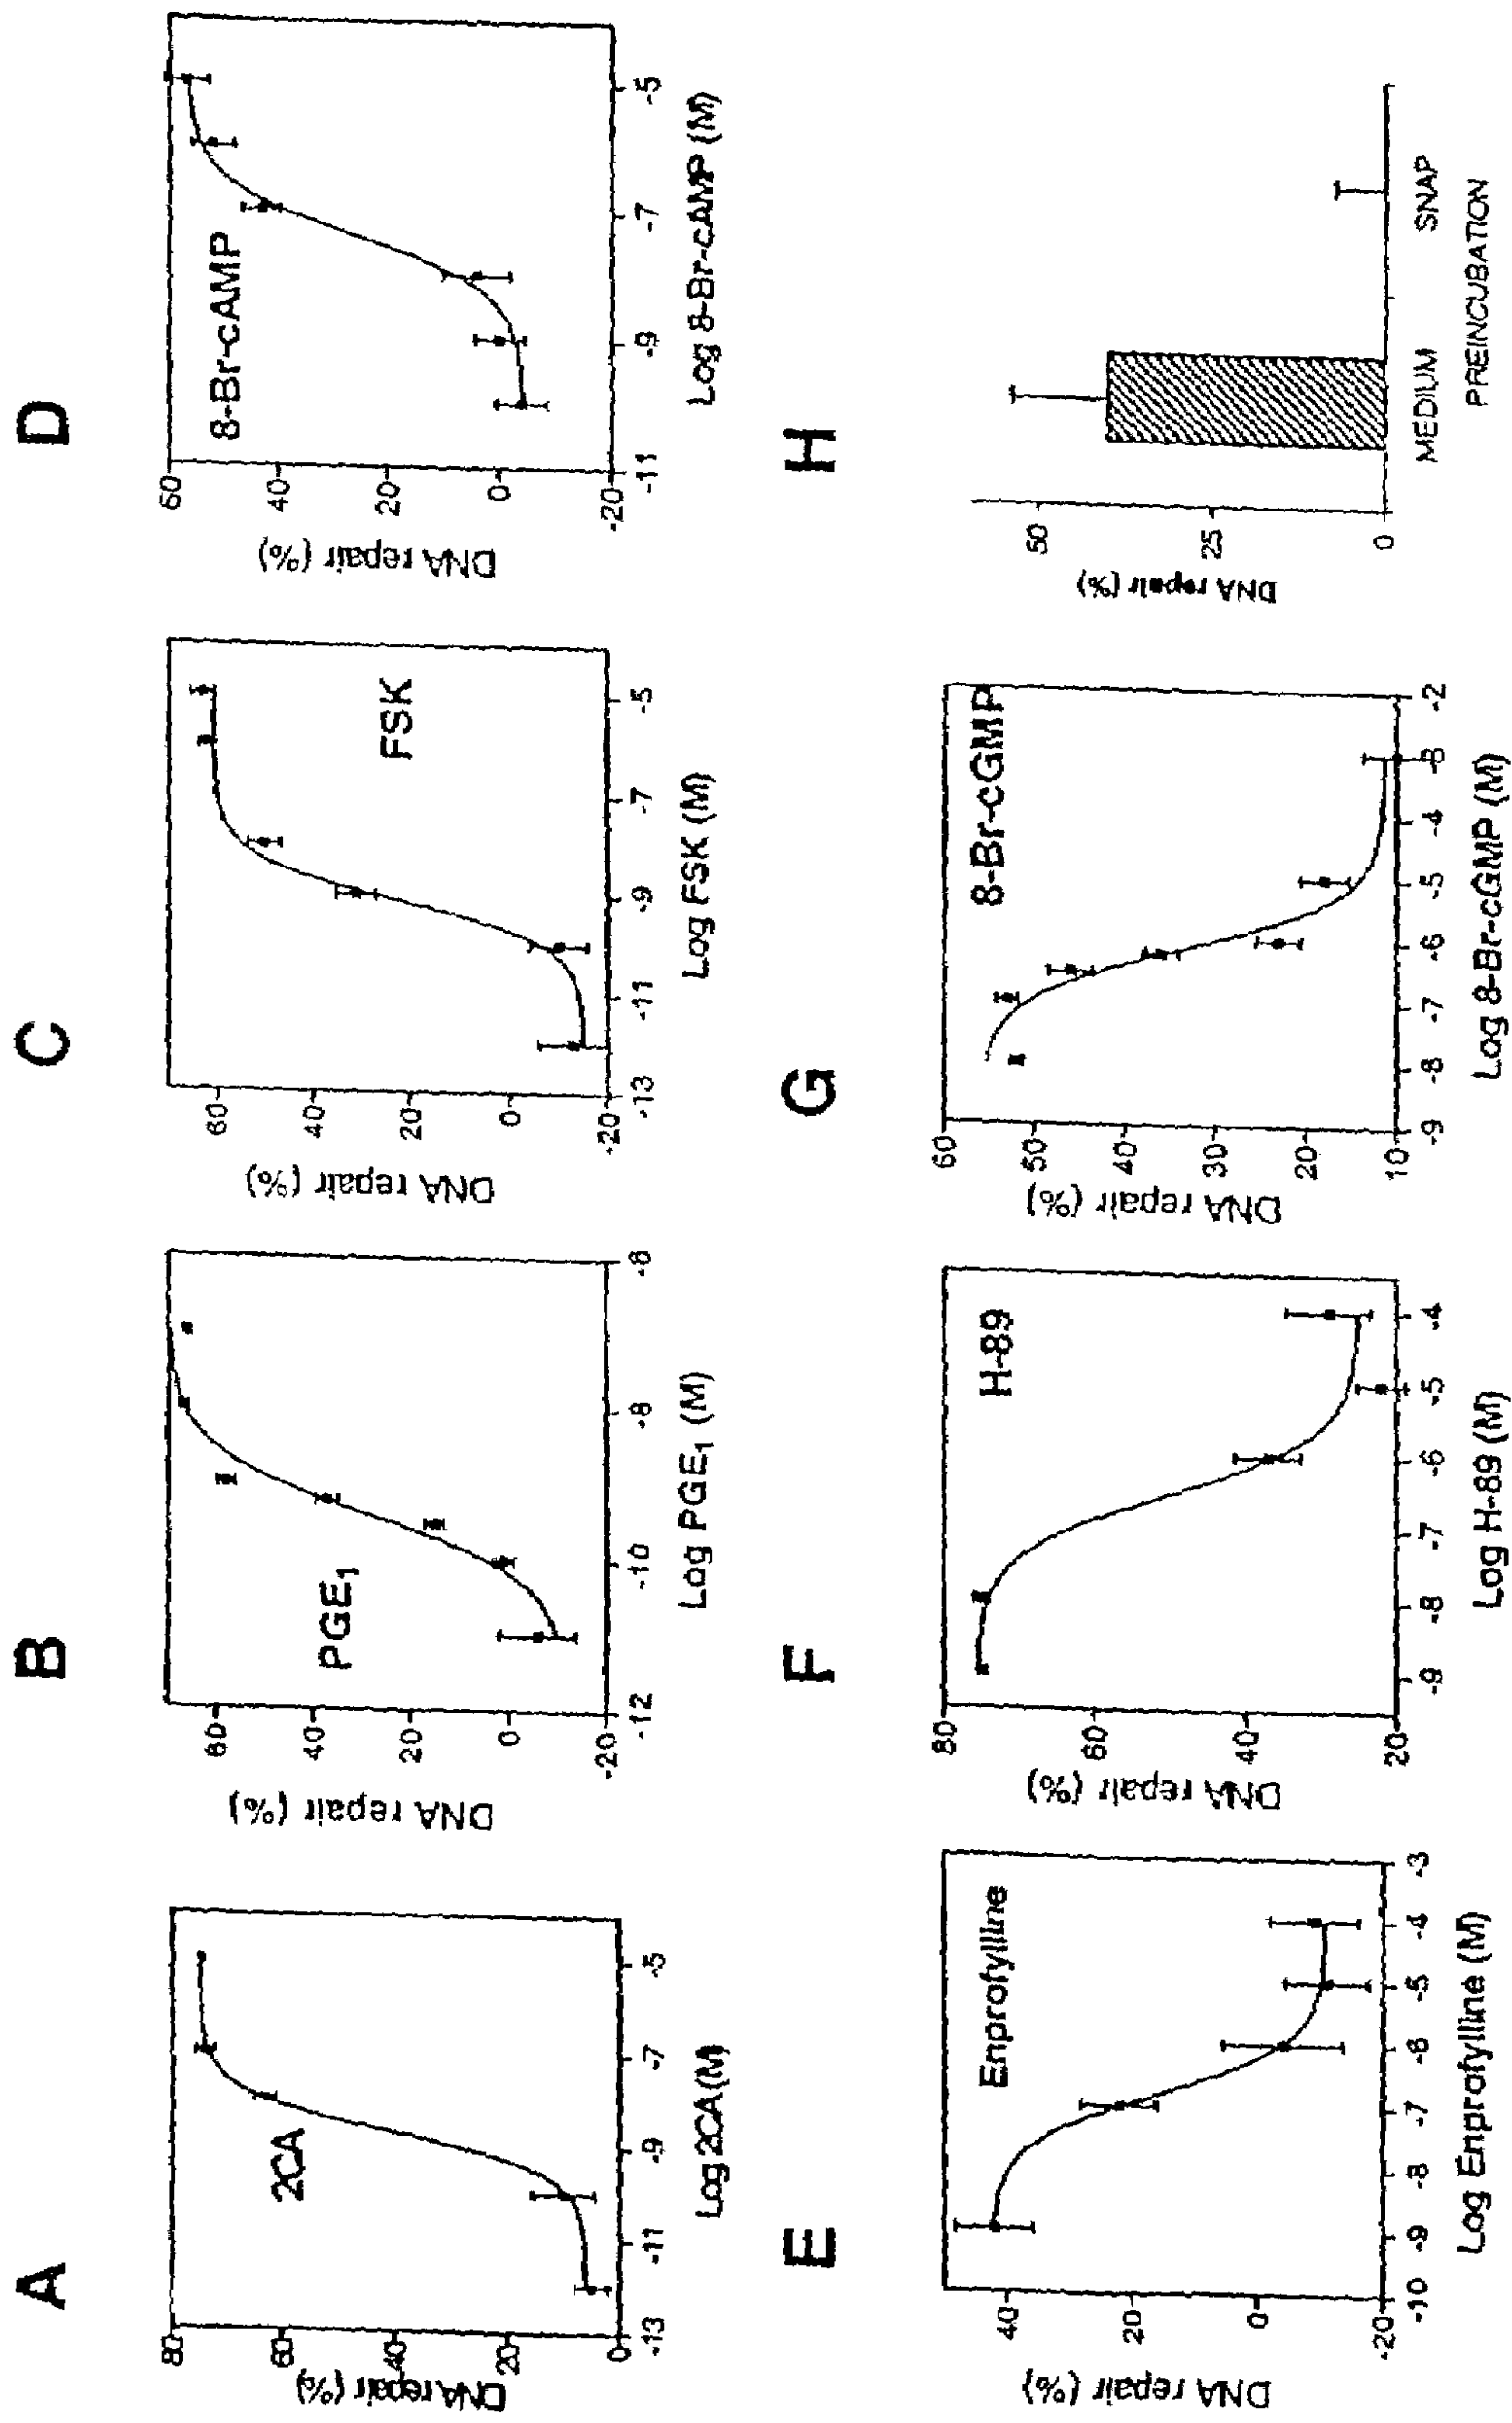 A
DNA repair (%)
80
60
40
20
0
2CA
-13
-11
-9
-7
-5
Log 2CA (M)
B
DNA repair (%)
60
40
20
0
-20
PGE₁
-12
-10
-8
-6
Log PGE₁ (M)
C
DNA repair (%)
60
40
20
0
-20
FSK
-13
-11
-9
-7
-5
Log FSK (M)
D
DNA repair (%)
60
40
20
0
-20
8-Br-cAMP
-11
-9
-7
-5
Log 8-Br-cAMP (M)
E
DNA repair (%)
40
20
0
-20
Enprofylline
-10
-9
-8
-7
-6
-5
-4
-3
Log Enprofylline (M)
F
DNA repair (%)
80
60
40
20
H-89
-9
-8
-7
-6
-5
-4
Log H-89 (M)
G
DNA repair (%)
60
50
40
30
20
10
8-Br-cGMP
-9
-8
-7
-6
-5
-4
-3
-2
Log 8-Br-cGMP (M)
H
DNA repair (%)
50
25
0
MEDIUM
SNAP
PREINCUBATION